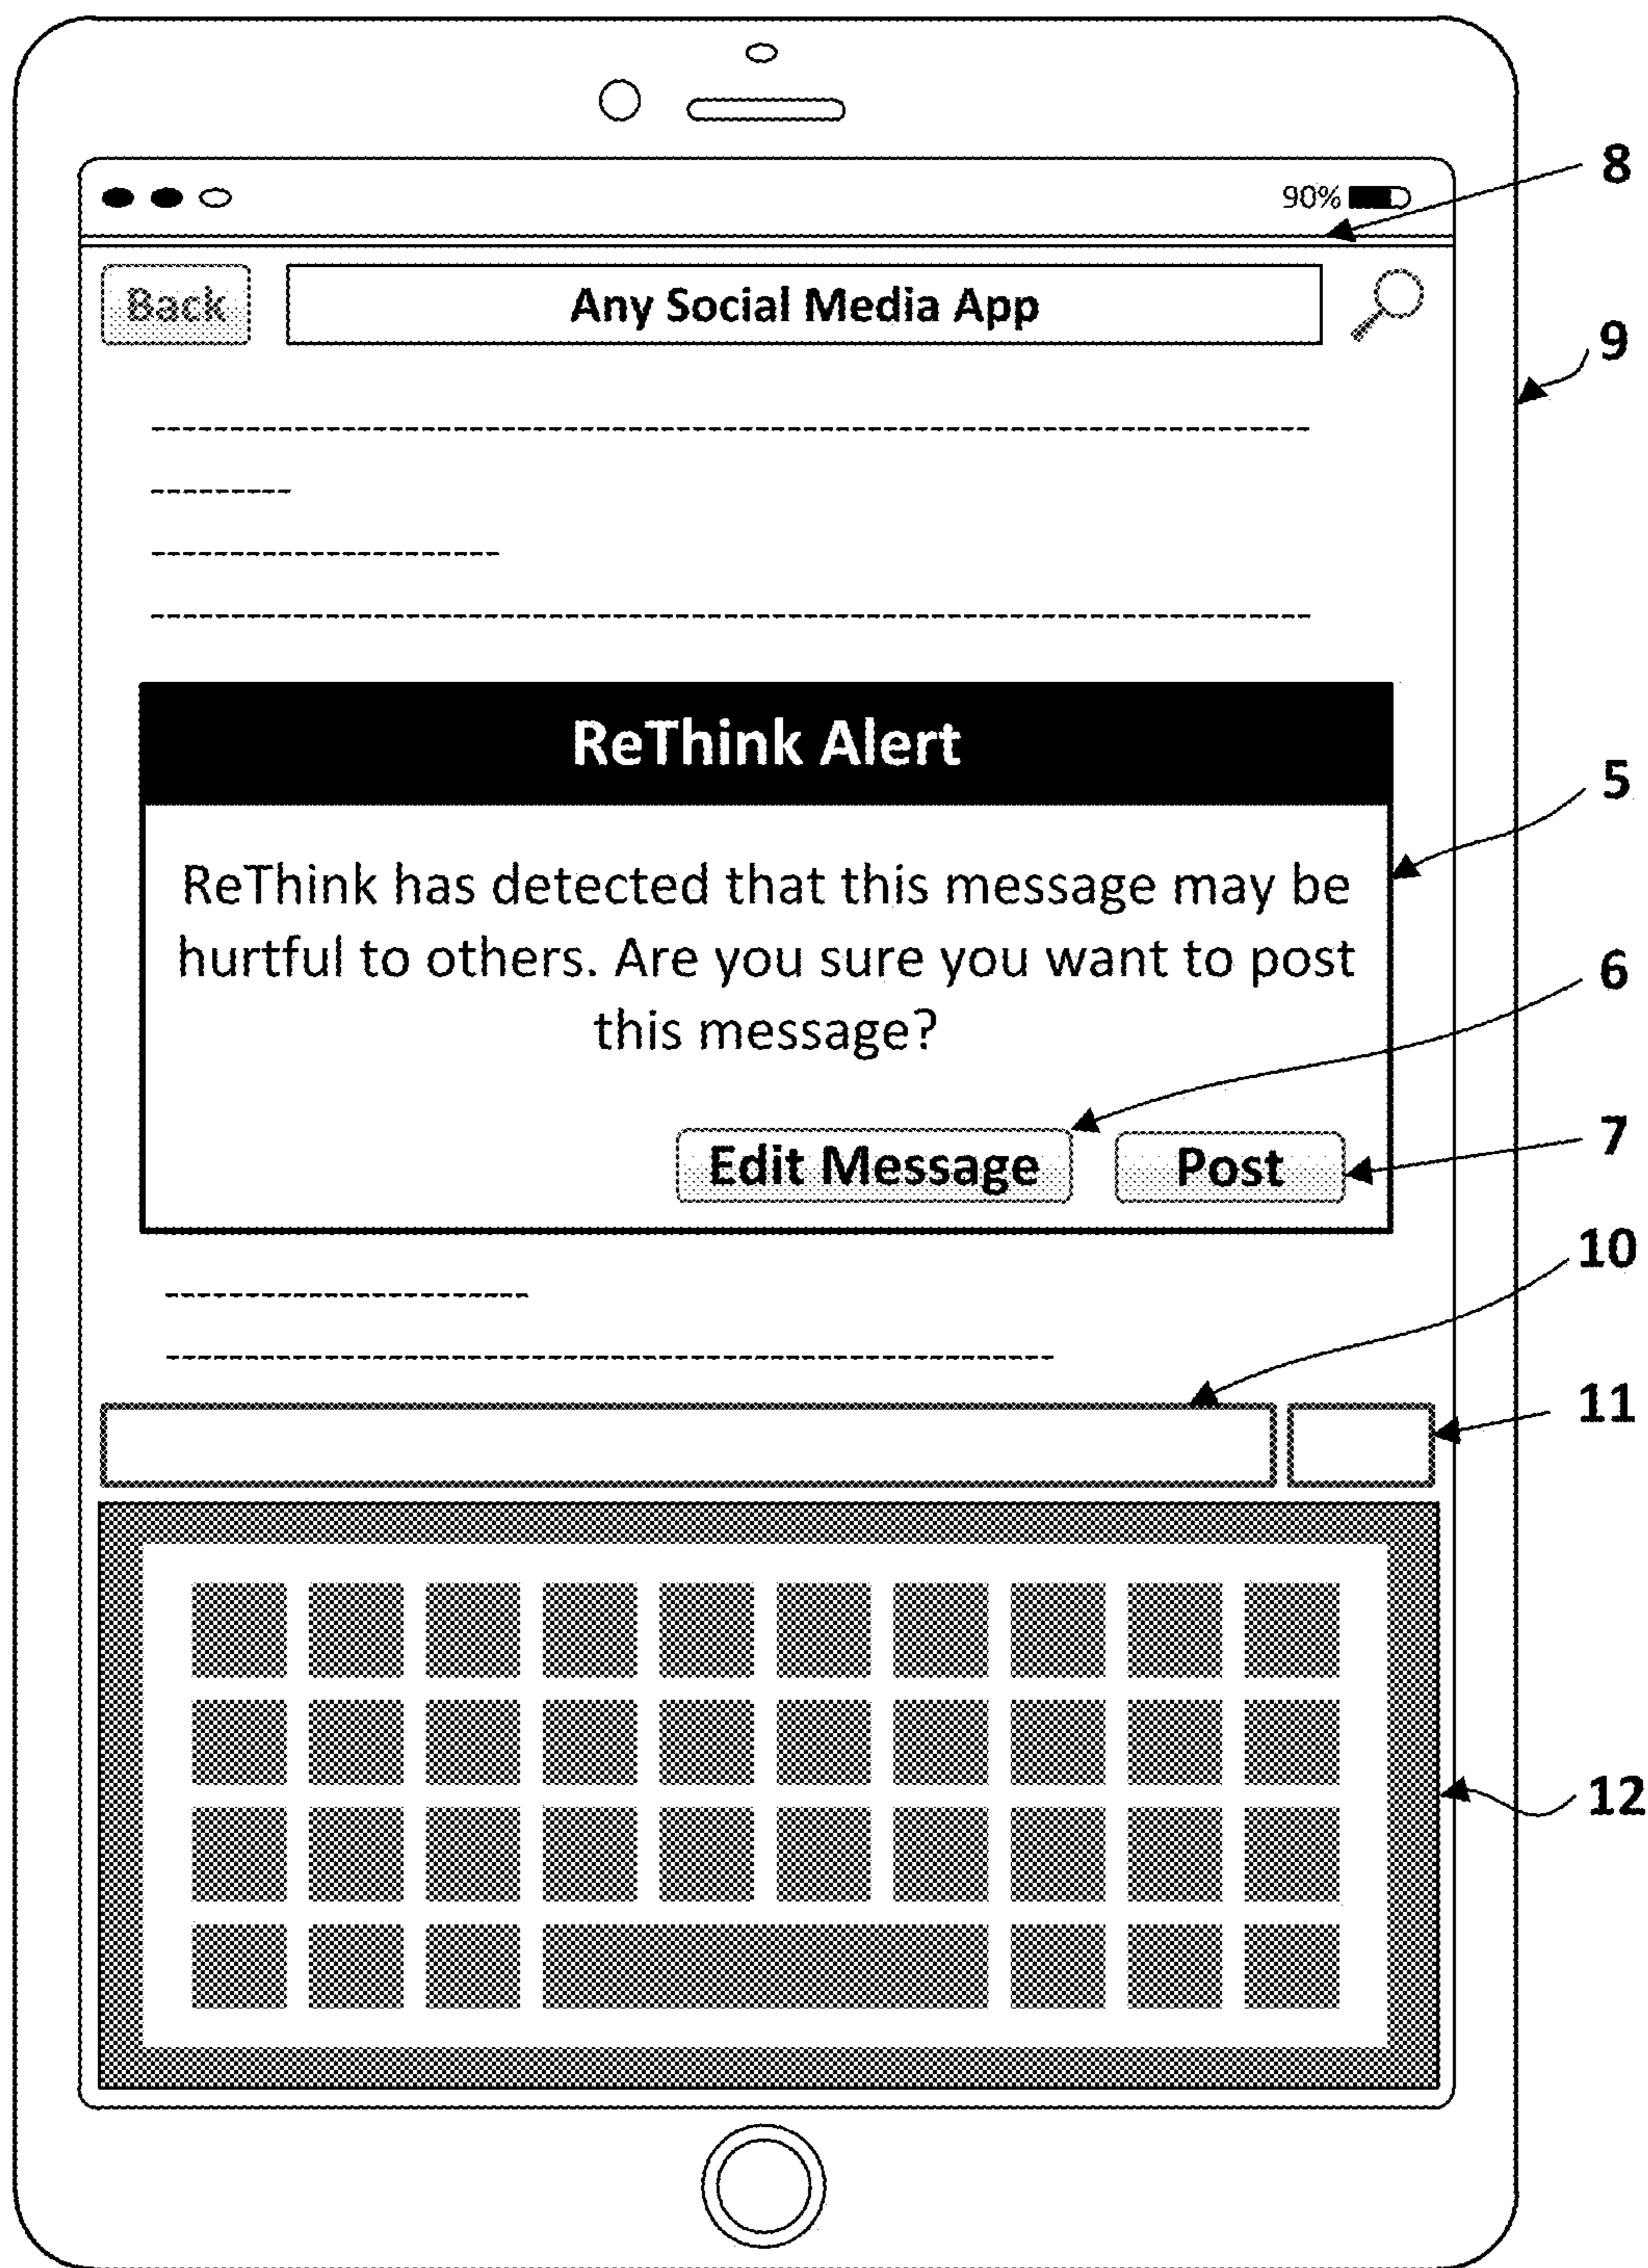 90%
8
Back
Any Social Media App
9
ReThink Alert
5
ReThink has detected that this message may be
hurtful to others. Are you sure you want to post
this message?
6
Edit Message
Post
7
10
11
12